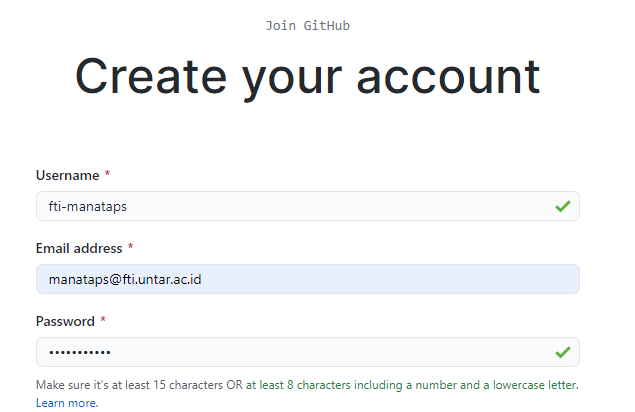 Join GitHub
Create your account
Username *
fti-manataps
Email address *
manataps@fti.untar.ac.id
Password *
•••••••••••
Make sure it's at least 15 characters OR at least 8 characters including a number and a lowercase letter.
Learn more.